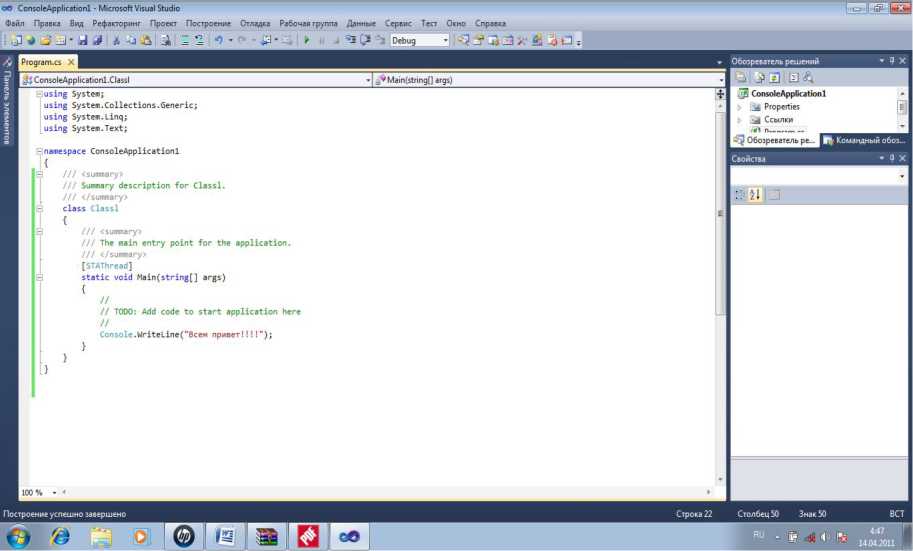 ConsoleApplication1 - Microsoft Visual Studio
Файл Правка Вид Рефакторинг Проект Построение Отладка Рабочая группа Данные Сервис Тест Окно Справка
Debug
Панель элементов
Program.cs X
ConsoleApplication1.Classl
Main(string[] args)
using System;
using System.Collections.Generic;
using System.Linq;
using System.Text;
namespace ConsoleApplication1
{
/// <summary>
/// Summary description for Classl.
/// </summary>
class Classl
{
/// <summary>
/// The main entry point for the application.
/// </summary>
[STAThread]
static void Main(string[] args)
{
//
// TODO: Add code to start application here
//
Console.WriteLine("Всем привет!!!!");
}
}
}
100 %
Обозреватель решений
ConsoleApplication1
Properties
Ссылки
Program.cs
Обозреватель ре...
Командный обоз...
Свойства
Построение успешно завершено
Строка 22
Столбец 50
Знак 50
ВСТ
RU
4:47
14.04.2011